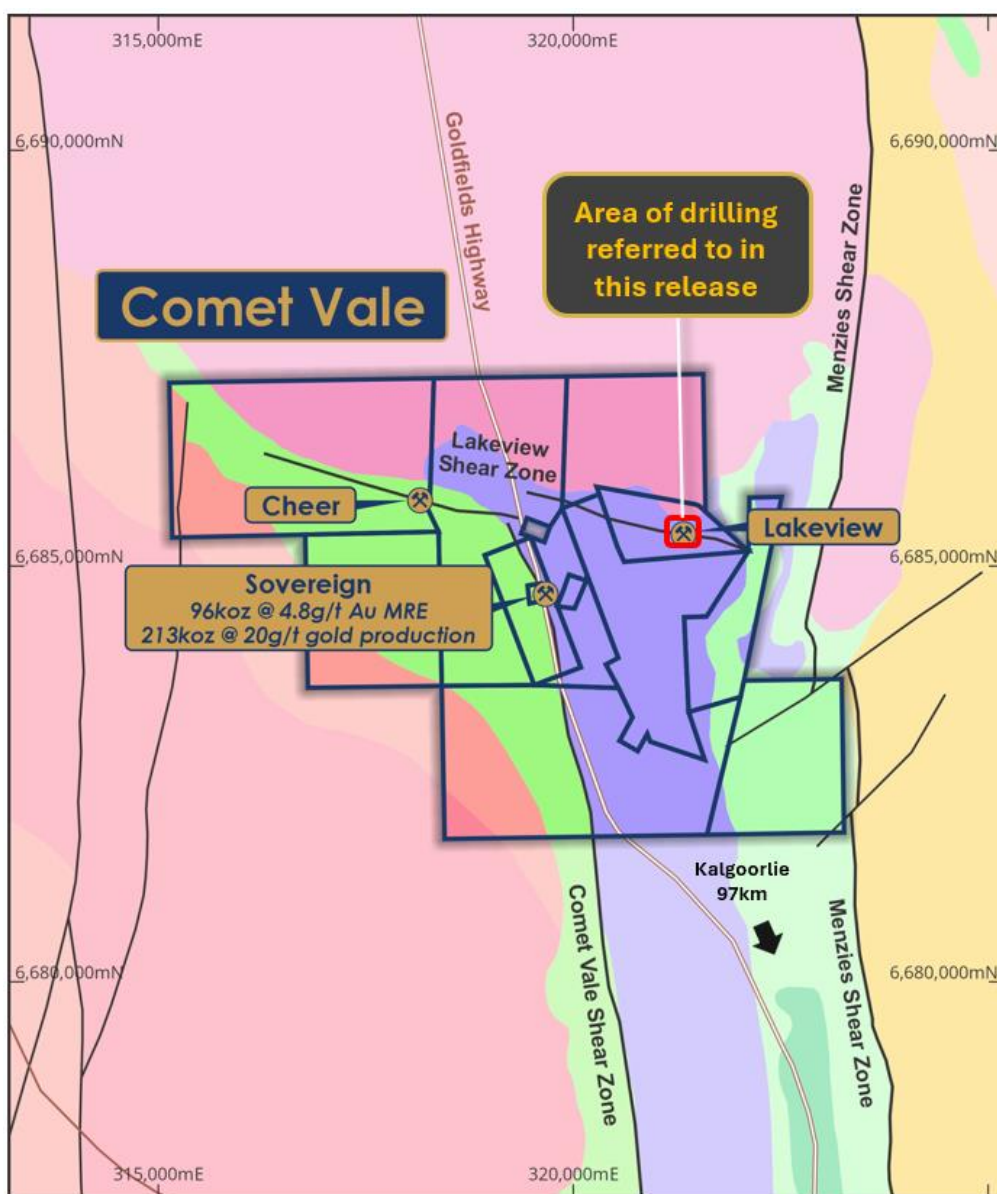 315,000mE
320,000mE
6,690,000mN
6,690,000mN
Goldfields Highway
Area of drilling
referred to in
this release
Menzies Shear Zone
Comet Vale
Lakeview
Shear Zone
Cheer
Lakeview
6,685,000mN
6,685,000mN
Sovereign
96koz @ 4.8g/t Au MRE
213koz @ 20g/t gold production
Kalgoorlie
97km
Comet Vale Shear Zone
Menzies Shear Zone
6,680,000mN
6,680,000mN
315,000mE
320,000mE